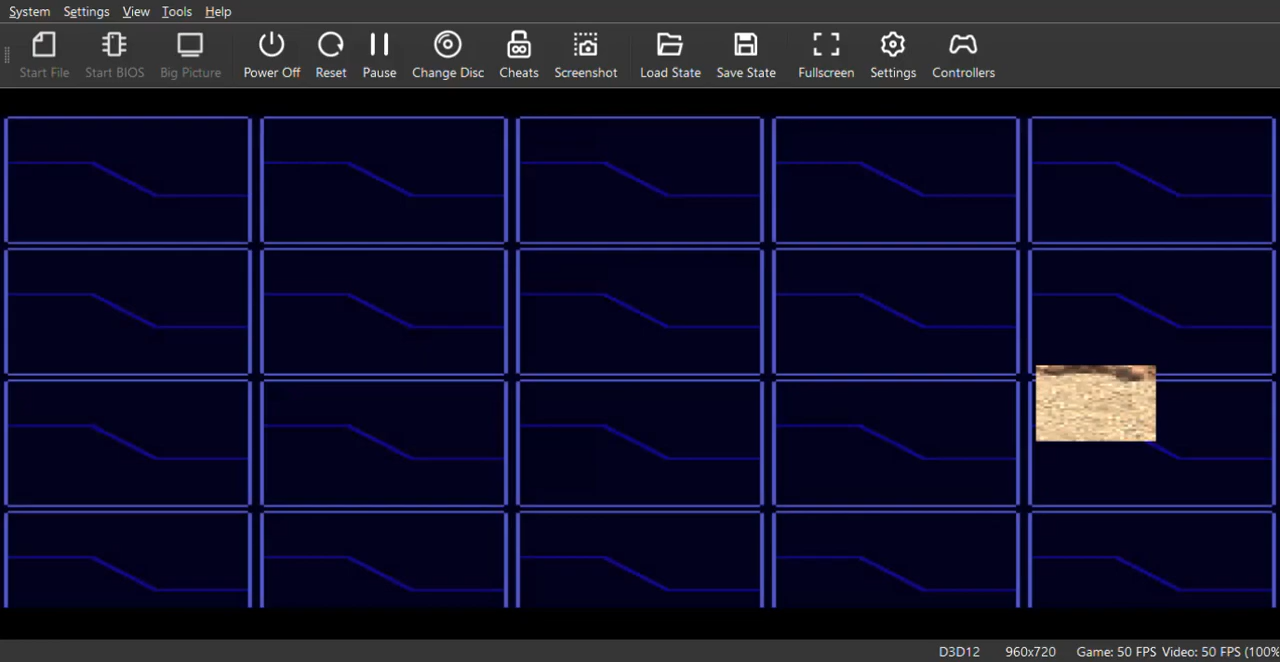 System Settings View Tools Help
Start File Start BIOS Big Picture Power Off Reset Pause Change Disc Cheats Screenshot Load State Save State Fullscreen Settings Controllers
D3D12 960x720 Game: 50 FPS Video: 50 FPS (100%